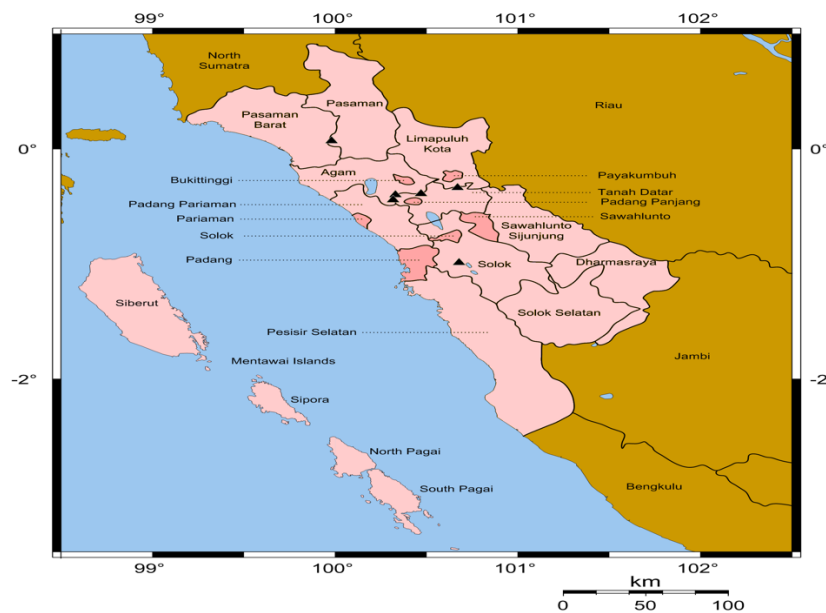 99°
100°
101°
102°
North
Sumatra
Pasaman
Riau
Pasaman
Barat
Limapuluh
Kota
0°
0°
Agam
Payakumbuh
Bukittinggi
Tanah Datar
Padang Pariaman
Padang Panjang
Pariaman
Sawahlunto
Sawahlunto
Sijunjung
Solok
Padang
Solok
Dharmasraya
Siberut
Solok Selatan
Pesisir Selatan
Jambi
Mentawai Islands
-2°
-2°
Sipora
North Pagai
South Pagai
Bengkulu
99°
100°
101°
102°
km
0
50
100